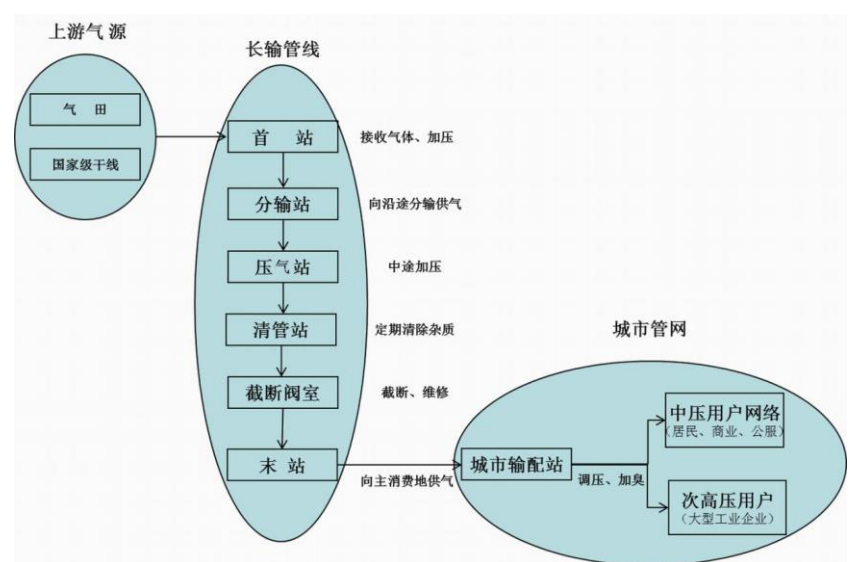 上游气源
长输管线
气 田
国家级干线
首 站
接收气体、加压
分输站
向沿途分输供气
压气站
中途加压
清管站
定期清除杂质
城市管网
截断阀室
截断、维修
中压用户网络
（居民、商业、公服）
末 站
向主消费地供气
城市输配站
调压、加臭
次高压用户
（大型工业企业）